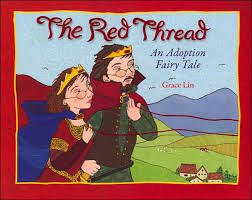 The Red Thread
An Adoption
Fairy Tale
Grace Lin